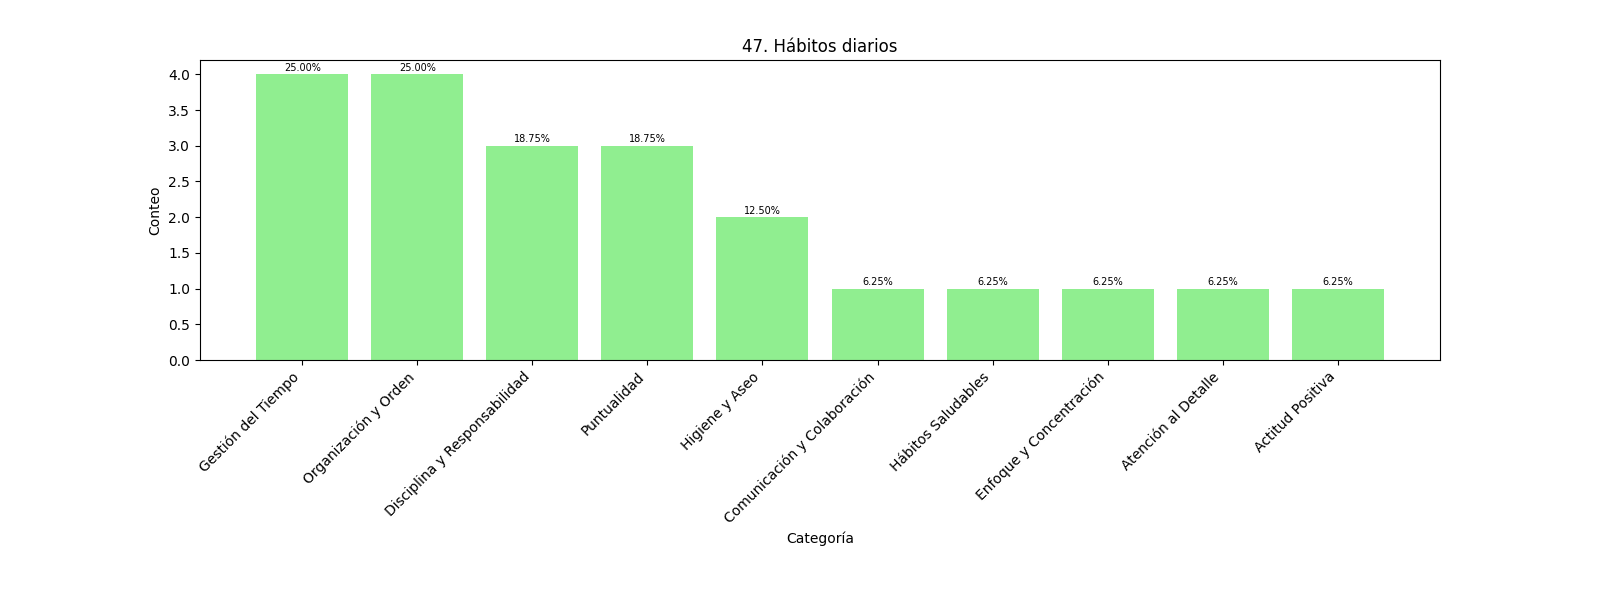 47. Hábitos diarios
Conteo
4.0
3.5
3.0
2.5
2.0
1.5
1.0
0.5
0.0
25.00%
25.00%
18.75%
18.75%
12.50%
6.25%
6.25%
6.25%
6.25%
6.25%
Gestión del Tiempo
Organización y Orden
Disciplina y Responsabilidad
Puntualidad
Higiene y Aseo
Comunicación y Colaboración
Hábitos Saludables
Enfoque y Concentración
Atención al Detalle
Actitud Positiva
Categoría